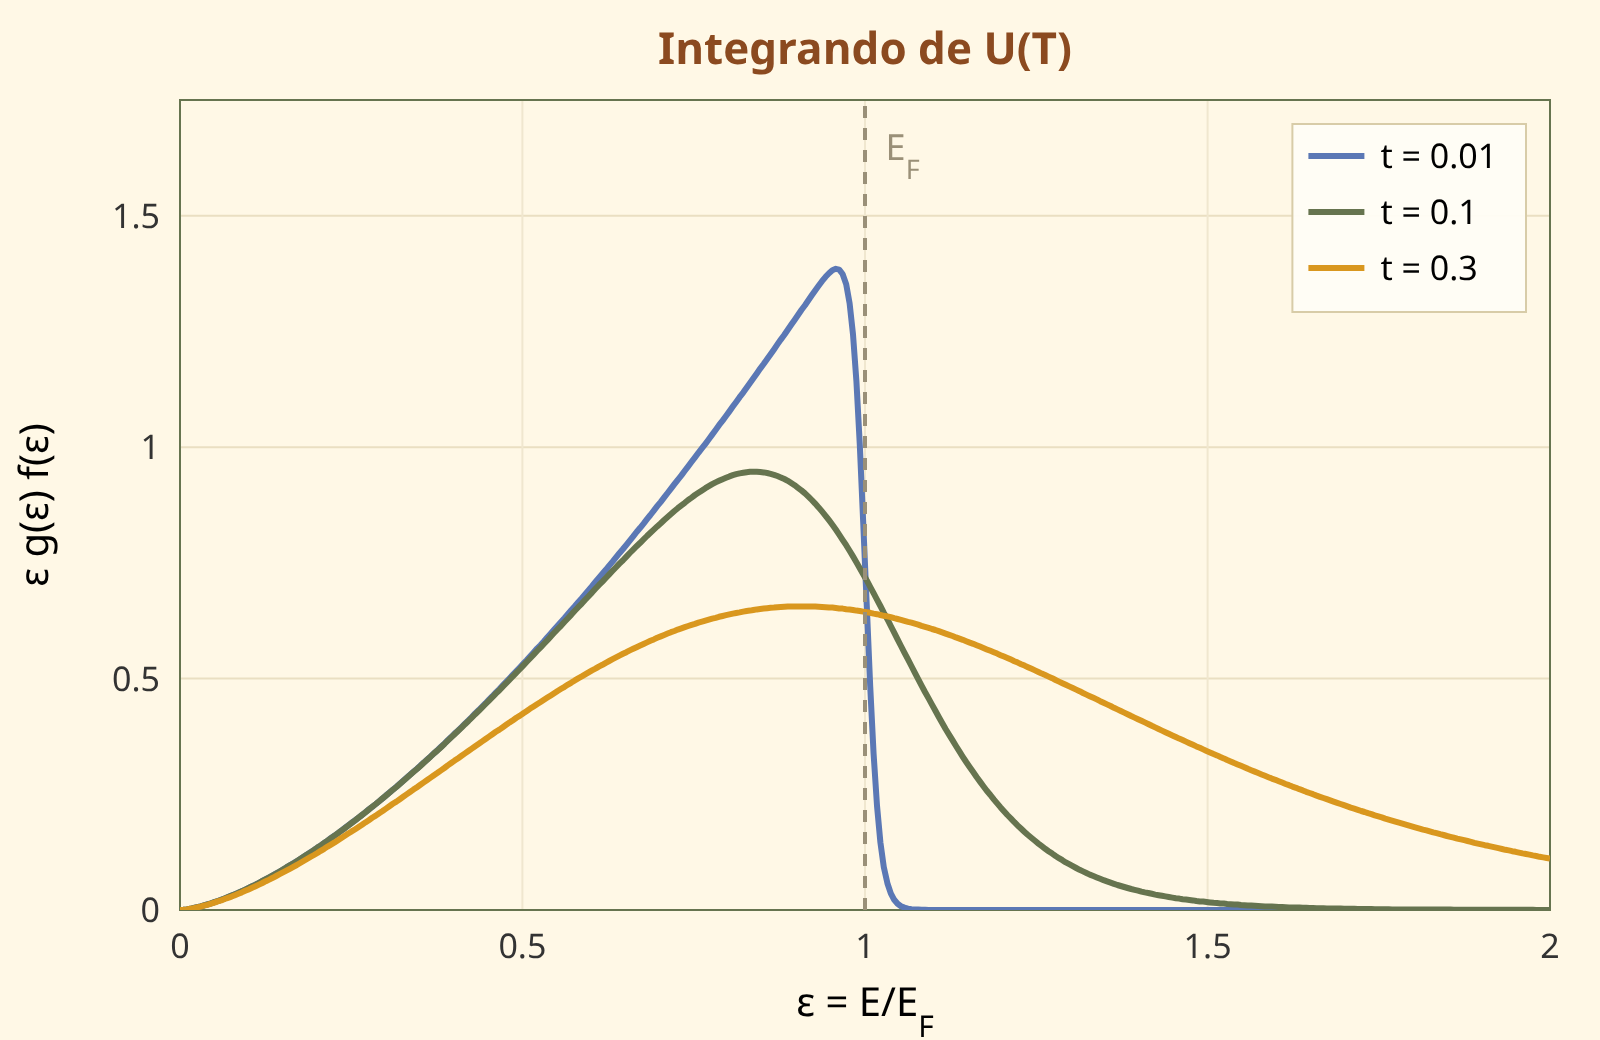 Integrando de U(T)
E_F
t = 0.01
t = 0.1
t = 0.3
1.5
1
0.5
0
ε g(ε) f(ε)
0
0.5
1
1.5
2
ε = E/E_F